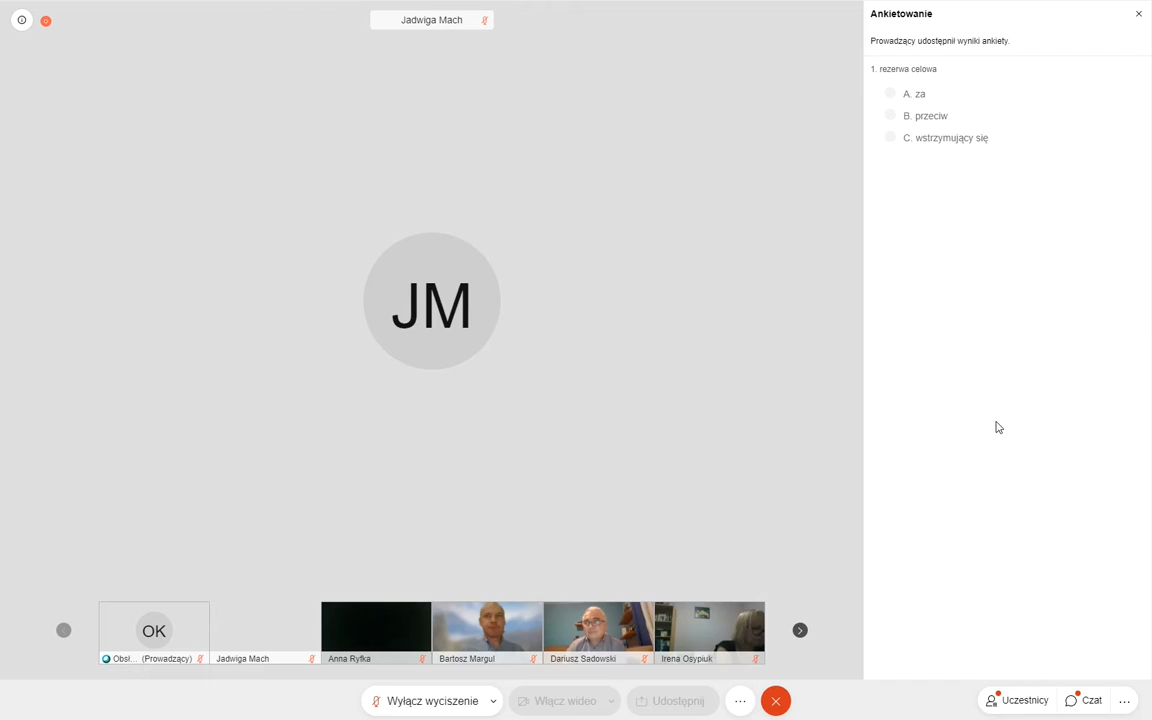 Jadwiga Mach
Ankietowanie
Prowadzący udostępnił wyniki ankiety.
1. rezerwa celowa
A. za
B. przeciw
C. wstrzymujący się
JM
OK
Obsł... (Prowadzący)
Jadwiga Mach
Anna Ryfka
Bartosz Margul
Dariusz Sadowski
Irena Osypiuk
Wyłącz wyciszenie
Włącz wideo
Udostępnij
Uczestnicy
Czat